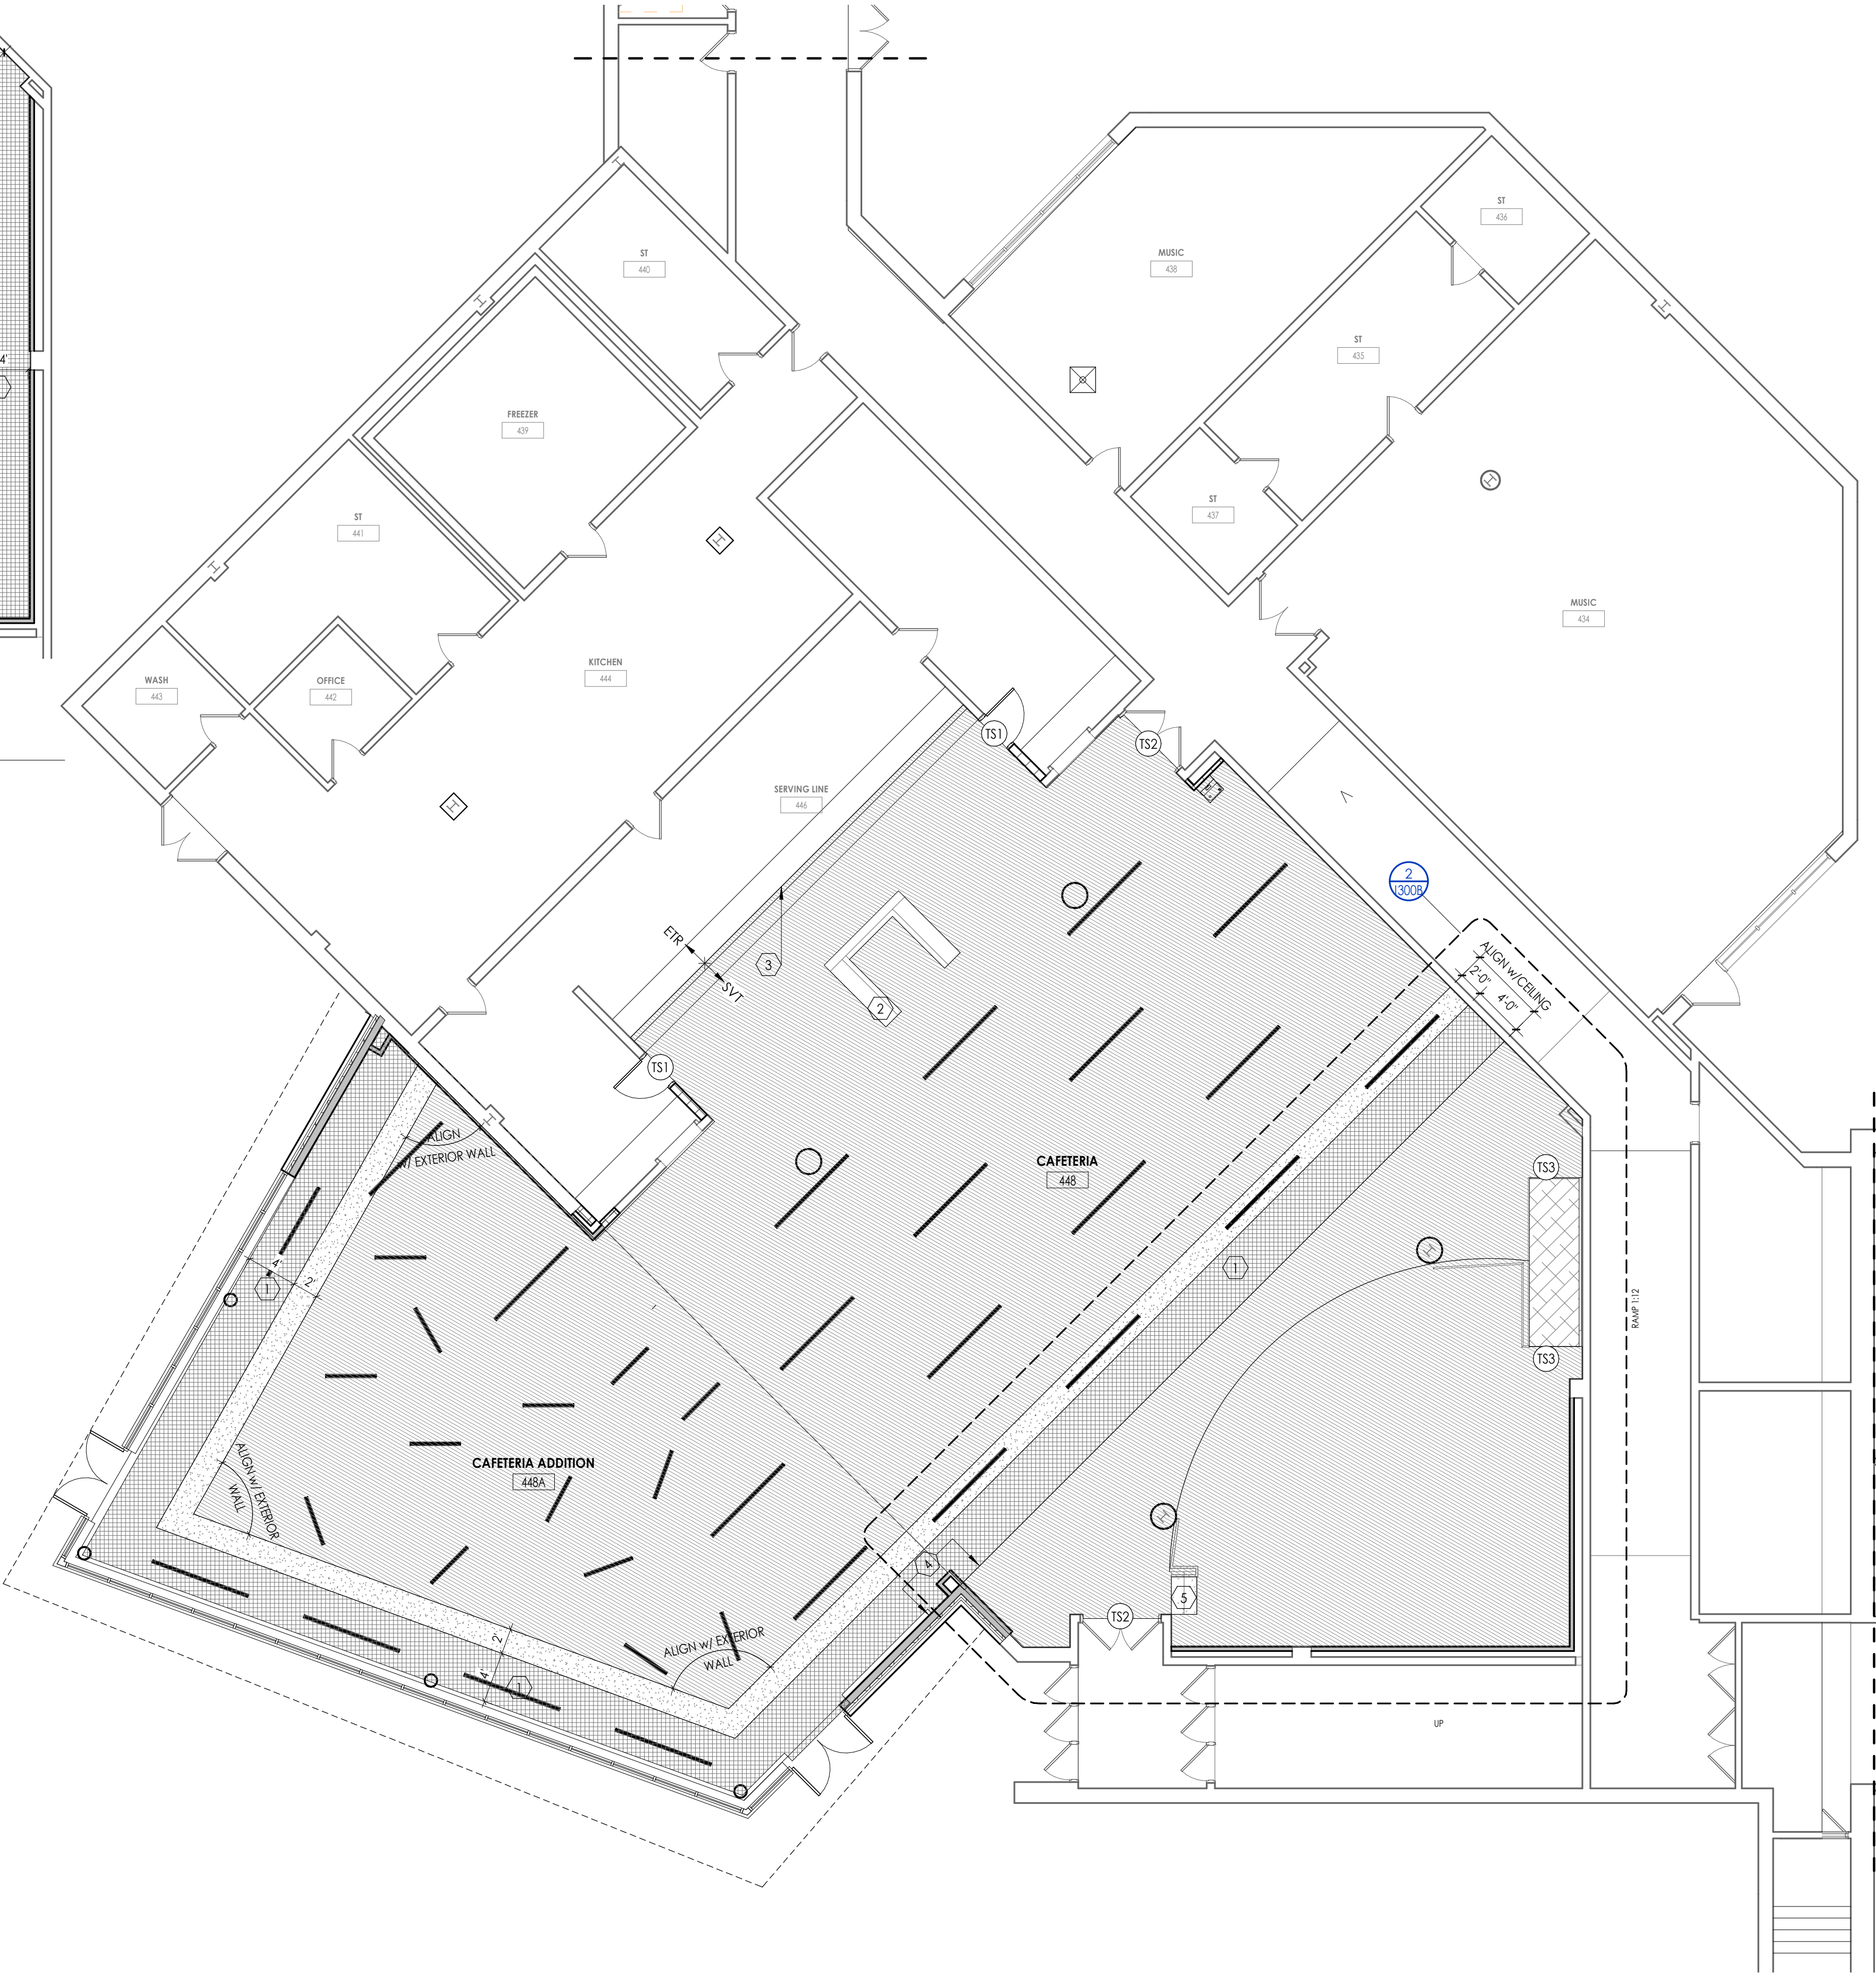 ST
436
MUSIC
438
ST
440
ST
435
4'
FREEZER
439
ST
437
ST
441
MUSIC
434
KITCHEN
444
WASH
443
OFFICE
442
TS1
TS2
SERVING LINE
446
2
I300B
ETR
SVT
3
2
ALIGN w/CEILING
2'-0"
4'-0"
TS1
ALIGN
W/ EXTERIOR WALL
CAFETERIA
448
TS3
4'
2'
1
1
RAMP 1:12
TS3
CAFETERIA ADDITION
448A
ALIGN w/ EXTERIOR
WALL
4
5
TS2
2'
4'
1
ALIGN w/ EXTERIOR
WALL
UP